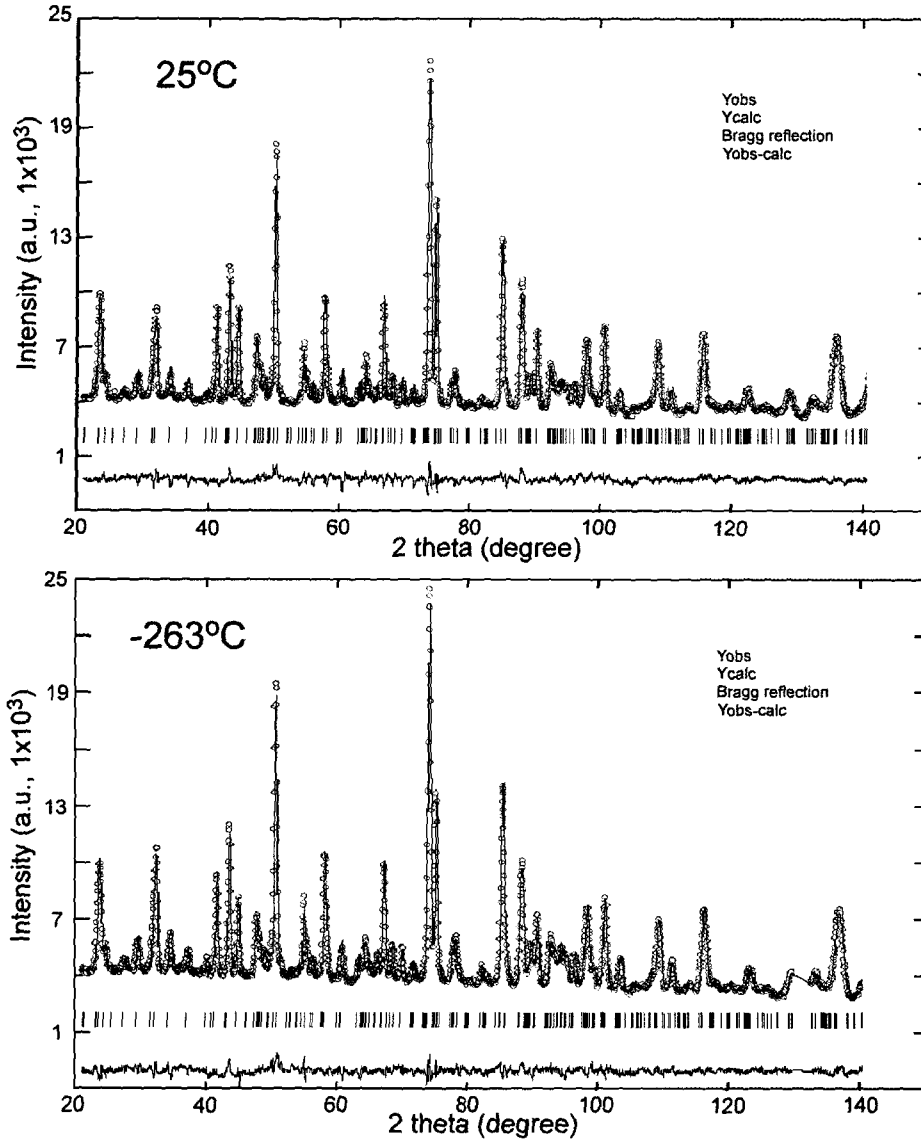 25
25ºC
Yobs
Ycalc
Bragg reflection
Yobs-calc
19
13
7
1
Intensity (a.u., 1x10³)
20 40 60 80 100 120 140
2 theta (degree)
25
-263ºC
Yobs
Ycalc
Bragg reflection
Yobs-calc
19
13
7
1
Intensity (a.u., 1x10³)
20 40 60 80 100 120 140
2 theta (degree)